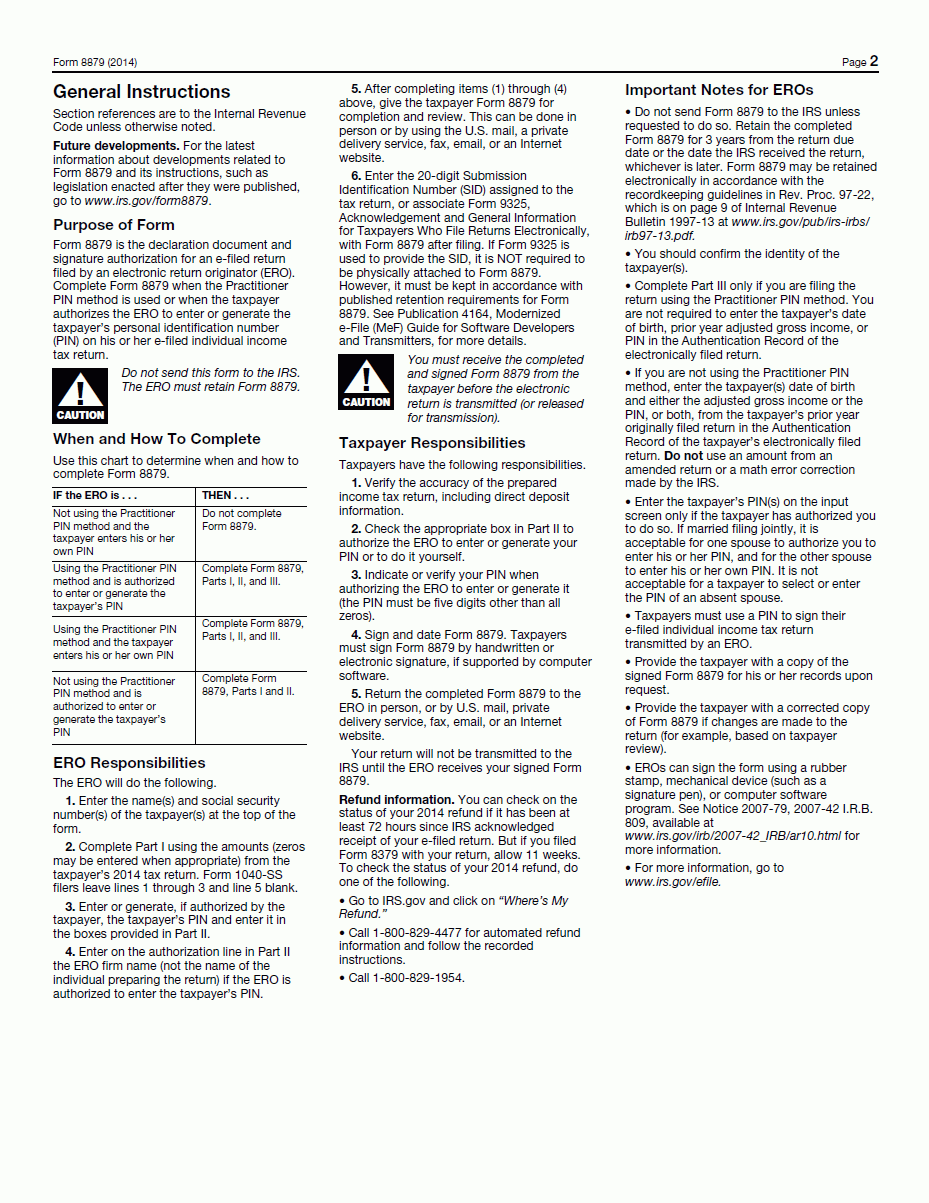 Form 8879 (2014)
Page 2
General Instructions
Section references are to the Internal Revenue
Code unless otherwise noted.
Future developments. For the latest
information about developments related to
Form 8879 and its instructions, such as
legislation enacted after they were published,
go to www.irs.gov/form8879.
Purpose of Form
Form 8879 is the declaration document and
signature authorization for an e-filed return
filed by an electronic return originator (ERO).
Complete Form 8879 when the Practitioner
PIN method is used or when the taxpayer
authorizes the ERO to enter or generate the
taxpayer's personal identification number
(PIN) on his or her e-filed individual income
tax return.
CAUTION
Do not send this form to the IRS.
The ERO must retain Form 8879.
When and How To Complete
Use this chart to determine when and how to
complete Form 8879.
IF the ERO is . . .
THEN . . .
Not using the Practitioner
PIN method and the
taxpayer enters his or her
own PIN
Do not complete
Form 8879.
Using the Practitioner PIN
method and is authorized
to enter or generate the
taxpayer's PIN
Complete Form 8879,
Parts I, II, and III.
Using the Practitioner PIN
method and the taxpayer
enters his or her own PIN
Complete Form 8879,
Parts I, II, and III.
Not using the Practitioner
PIN method and is
authorized to enter or
generate the taxpayer's
PIN
Complete Form
8879, Parts I and II.
ERO Responsibilities
The ERO will do the following.
1. Enter the name(s) and social security
number(s) of the taxpayer(s) at the top of the
form.
2. Complete Part I using the amounts (zeros
may be entered when appropriate) from the
taxpayer's 2014 tax return. Form 1040-SS
filers leave lines 1 through 3 and line 5 blank.
3. Enter or generate, if authorized by the
taxpayer, the taxpayer's PIN and enter it in
the boxes provided in Part II.
4. Enter on the authorization line in Part II
the ERO firm name (not the name of the
individual preparing the return) if the ERO is
authorized to enter the taxpayer's PIN.
5. After completing items (1) through (4)
above, give the taxpayer Form 8879 for
completion and review. This can be done in
person or by using the U.S. mail, a private
delivery service, fax, email, or an Internet
website.
6. Enter the 20-digit Submission
Identification Number (SID) assigned to the
tax return, or associate Form 9325,
Acknowledgement and General Information
for Taxpayers Who File Returns Electronically,
with Form 8879 after filing. If Form 9325 is
used to provide the SID, it is NOT required to
be physically attached to Form 8879.
However, it must be kept in accordance with
published retention requirements for Form
8879. See Publication 4164, Modernized
e-File (MeF) Guide for Software Developers
and Transmitters, for more details.
CAUTION
You must receive the completed
and signed Form 8879 from the
taxpayer before the electronic
return is transmitted (or released
for transmission).
Taxpayer Responsibilities
Taxpayers have the following responsibilities.
1. Verify the accuracy of the prepared
income tax return, including direct deposit
information.
2. Check the appropriate box in Part II to
authorize the ERO to enter or generate your
PIN or to do it yourself.
3. Indicate or verify your PIN when
authorizing the ERO to enter or generate it
(the PIN must be five digits other than all
zeros).
4. Sign and date Form 8879. Taxpayers
must sign Form 8879 by handwritten or
electronic signature, if supported by computer
software.
5. Return the completed Form 8879 to the
ERO in person, or by U.S. mail, private
delivery service, fax, email, or an Internet
website.
Your return will not be transmitted to the
IRS until the ERO receives your signed Form
8879.
Refund information. You can check on the
status of your 2014 refund if it has been at
least 72 hours since IRS acknowledged
receipt of your e-filed return. But if you filed
Form 8379 with your return, allow 11 weeks.
To check the status of your 2014 refund, do
one of the following.
• Go to IRS.gov and click on "Where's My
Refund."
• Call 1-800-829-4477 for automated refund
information and follow the recorded
instructions.
• Call 1-800-829-1954.
Important Notes for EROs
• Do not send Form 8879 to the IRS unless
requested to do so. Retain the completed
Form 8879 for 3 years from the return due
date or the date the IRS received the return,
whichever is later. Form 8879 may be retained
electronically in accordance with the
recordkeeping guidelines in Rev. Proc. 97-22,
which is on page 9 of Internal Revenue
Bulletin 1997-13 at www.irs.gov/pub/irs-irbs/
irb97-13.pdf.
• You should confirm the identity of the
taxpayer(s).
• Complete Part III only if you are filing the
return using the Practitioner PIN method. You
are not required to enter the taxpayer's date
of birth, prior year adjusted gross income, or
PIN in the Authentication Record of the
electronically filed return.
• If you are not using the Practitioner PIN
method, enter the taxpayer(s) date of birth
and either the adjusted gross income or the
PIN, or both, from the taxpayer's prior year
originally filed return in the Authentication
Record of the taxpayer's electronically filed
return. Do not use an amount from an
amended return or a math error correction
made by the IRS.
• Enter the taxpayer's PIN(s) on the input
screen only if the taxpayer has authorized you
to do so. If married filing jointly, it is
acceptable for one spouse to authorize you to
enter his or her PIN, and for the other spouse
to enter his or her own PIN. It is not
acceptable for a taxpayer to select or enter
the PIN of an absent spouse.
• Taxpayers must use a PIN to sign their
e-filed individual income tax return
transmitted by an ERO.
• Provide the taxpayer with a copy of the
signed Form 8879 for his or her records upon
request.
• Provide the taxpayer with a corrected copy
of Form 8879 if changes are made to the
return (for example, based on taxpayer
review).
• EROs can sign the form using a rubber
stamp, mechanical device (such as a
signature pen), or computer software
program. See Notice 2007-79, 2007-42 I.R.B.
809, available at
www.irs.gov/irb/2007-42_IRB/ar10.html for
more information.
• For more information, go to
www.irs.gov/efile.